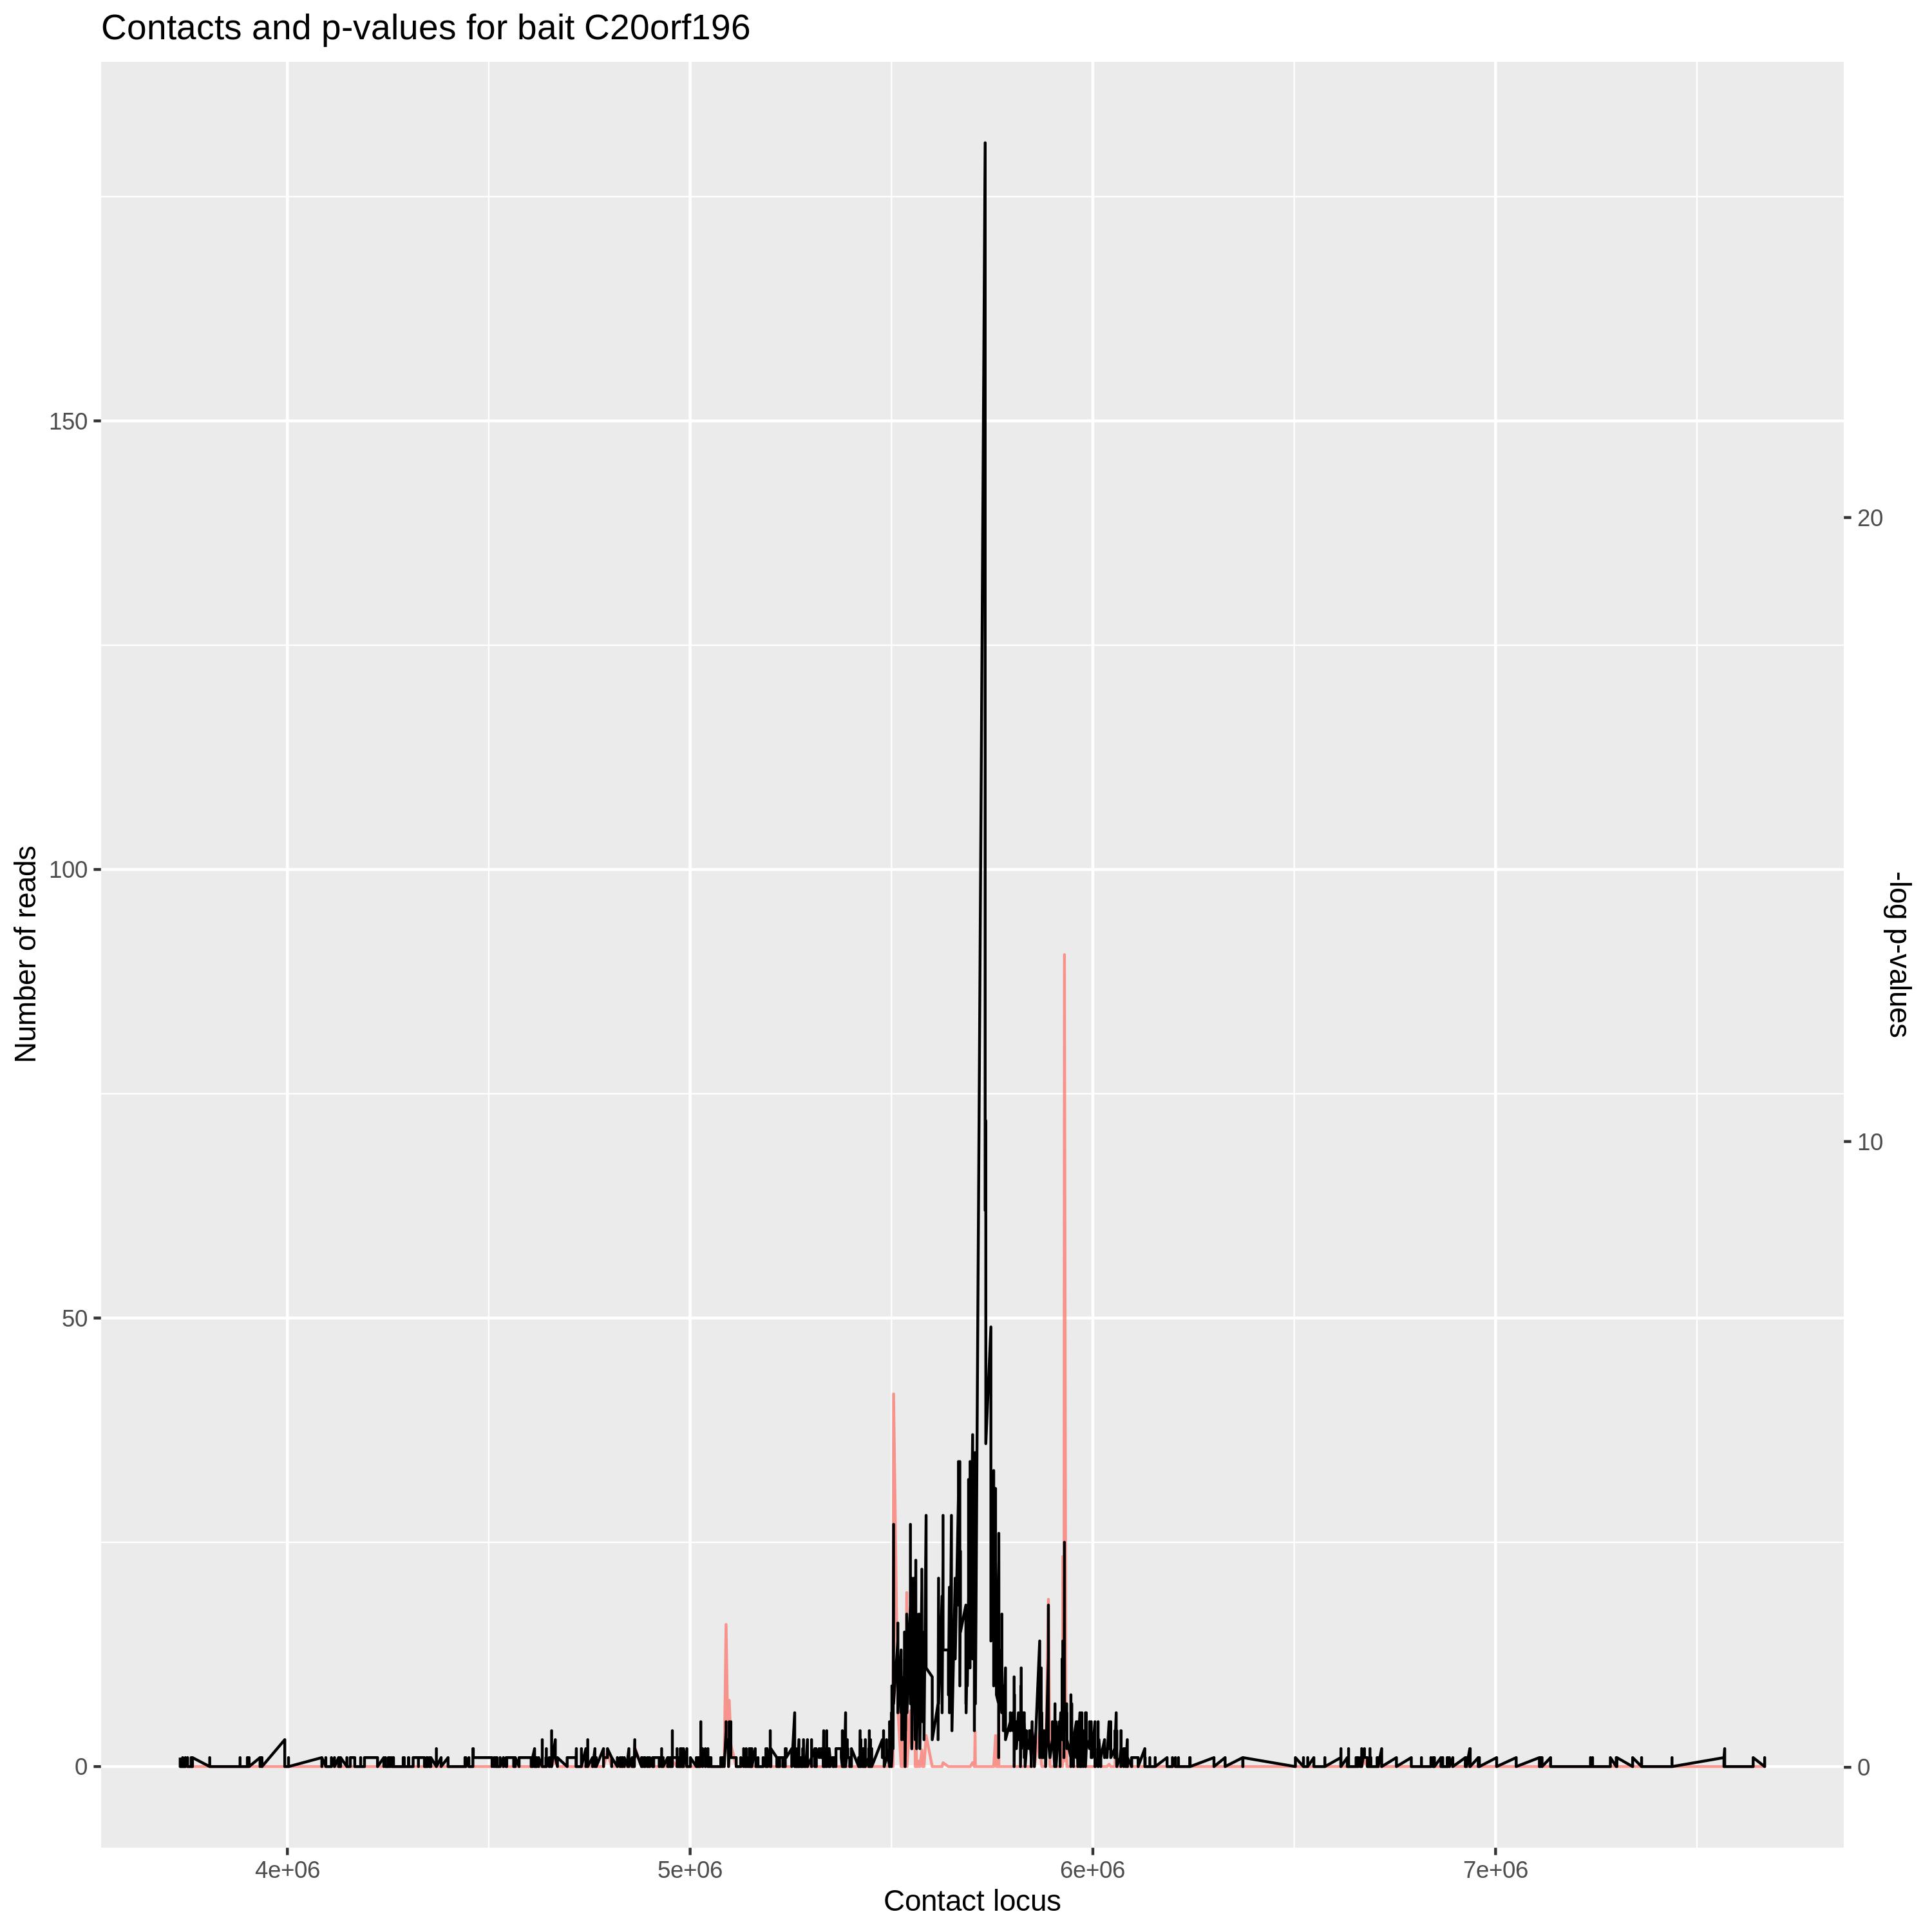 Contacts and p-values for bait C20orf196
150
100
50
0
20
10
0
Number of reads
-log p-values
4e+06 5e+06 6e+06 7e+06
Contact locus